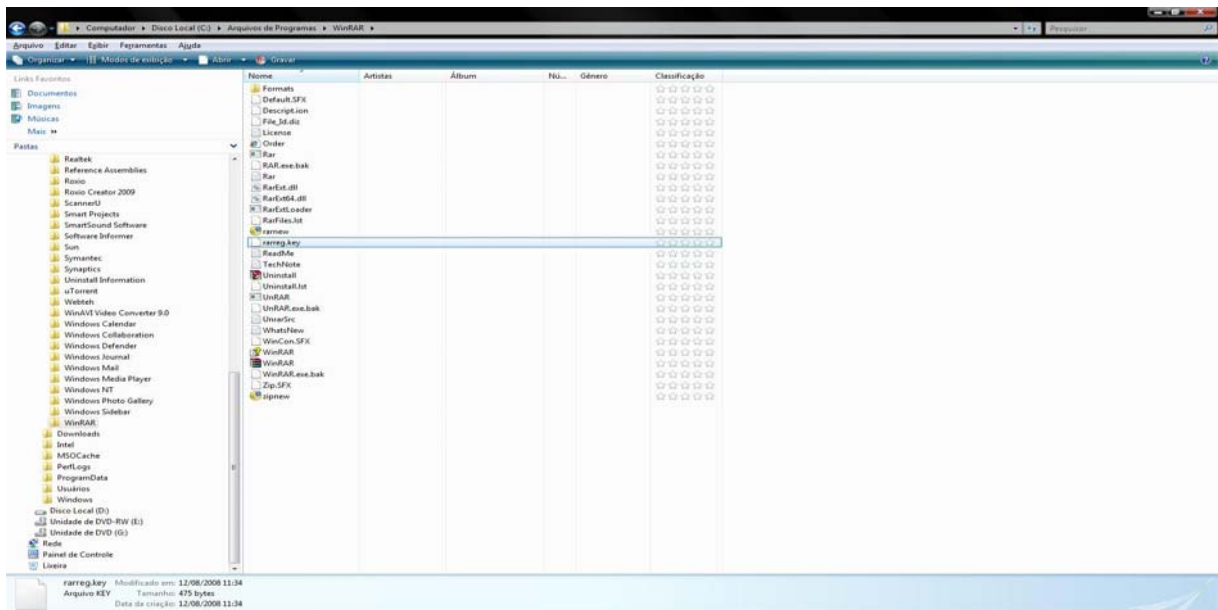 Computador ▸ Disco Local (C:) ▸ Arquivos de Programas ▸ WinRAR ▸
Pesquisar
Arquivo Editar Exibir Ferramentas Ajuda
Organizar Modos de exibição Abrir Gravar
Links Favoritos
Documentos
Imagens
Músicas
Mais »
Pastas
Realtek
Reference Assemblies
Roxio
Roxio Creator 2009
ScannerU
Smart Projects
SmartSound Software
Software Informer
Sun
Symantec
Synaptics
Uninstall Information
uTorrent
Webteh
WinAVI Video Converter 9.0
Windows Calendar
Windows Collaboration
Windows Defender
Windows Journal
Windows Mail
Windows Media Player
Windows NT
Windows Photo Gallery
Windows Sidebar
WinRAR
Downloads
Intel
MSOCache
PerfLogs
ProgramData
Usuários
Windows
Disco Local (D:)
Unidade de DVD-RW (E:)
Unidade de DVD (G:)
Rede
Painel de Controle
Lixeira
Nome Artistas Álbum Nú... Gênero Classificação
Formats
Default.SFX
Descript.ion
File_Id.diz
License
Order
Rar
RAR.exe.bak
Rar
RarExt.dll
RarExt64.dll
RarExtLoader
RarFiles.lst
rarnew
rarreg.key
ReadMe
TechNote
Uninstall
Uninstall.lst
UnRAR
UnRAR.exe.bak
UnrarSrc
WhatsNew
WinCon.SFX
WinRAR
WinRAR
WinRAR.exe.bak
Zip.SFX
zipnew
rarreg.key Modificado em: 12/08/2008 11:34
Arquivo KEY Tamanho: 475 bytes
Data da criação: 12/08/2008 11:34